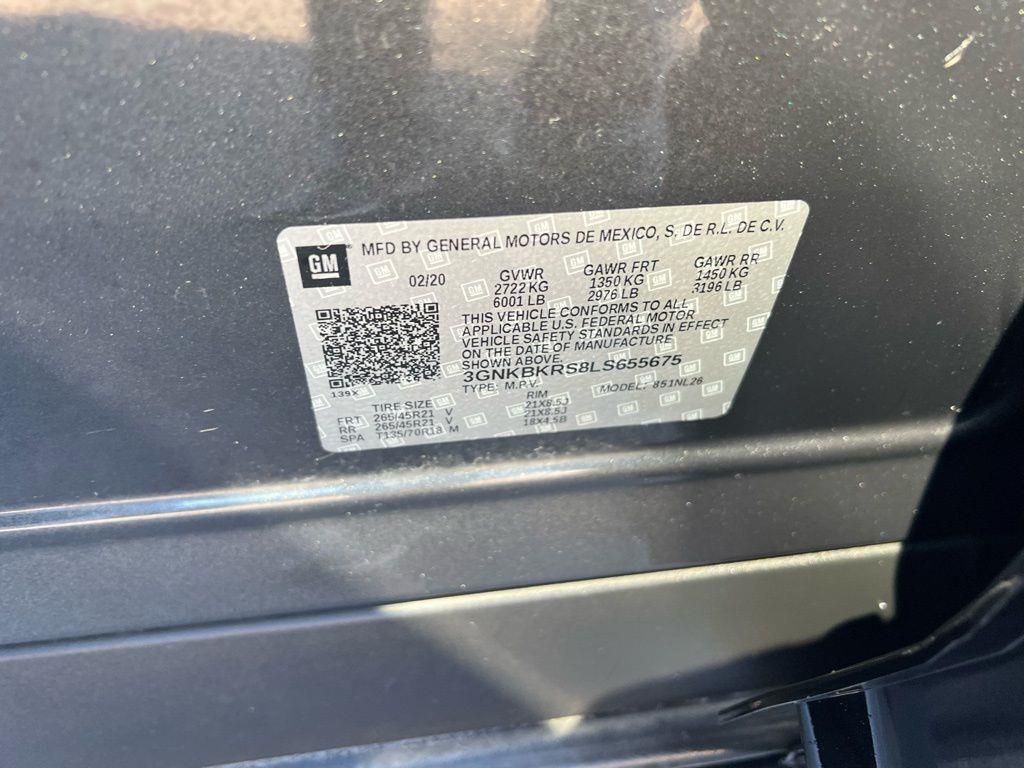 GM
MFD BY GENERAL MOTORS DE MEXICO, S. DE R.L. DE C.V.
02/20 GVWR GAWR FRT GAWR RR
2722 KG 1350 KG 1450 KG
6001 LB 2976 LB 3196 LB
THIS VEHICLE CONFORMS TO ALL
APPLICABLE U.S. FEDERAL MOTOR
VEHICLE SAFETY STANDARDS IN EFFECT
ON THE DATE OF MANUFACTURE
SHOWN ABOVE.
3GNKBKRS8LS655675
139X TYPE: M.P.V. MODEL: 851NL26
TIRE SIZE RIM
FRT 265/45R21 V 21X8.5J
RR 265/45R21 V 21X8.5J
SPA T135/70R18 M 18X4.5B